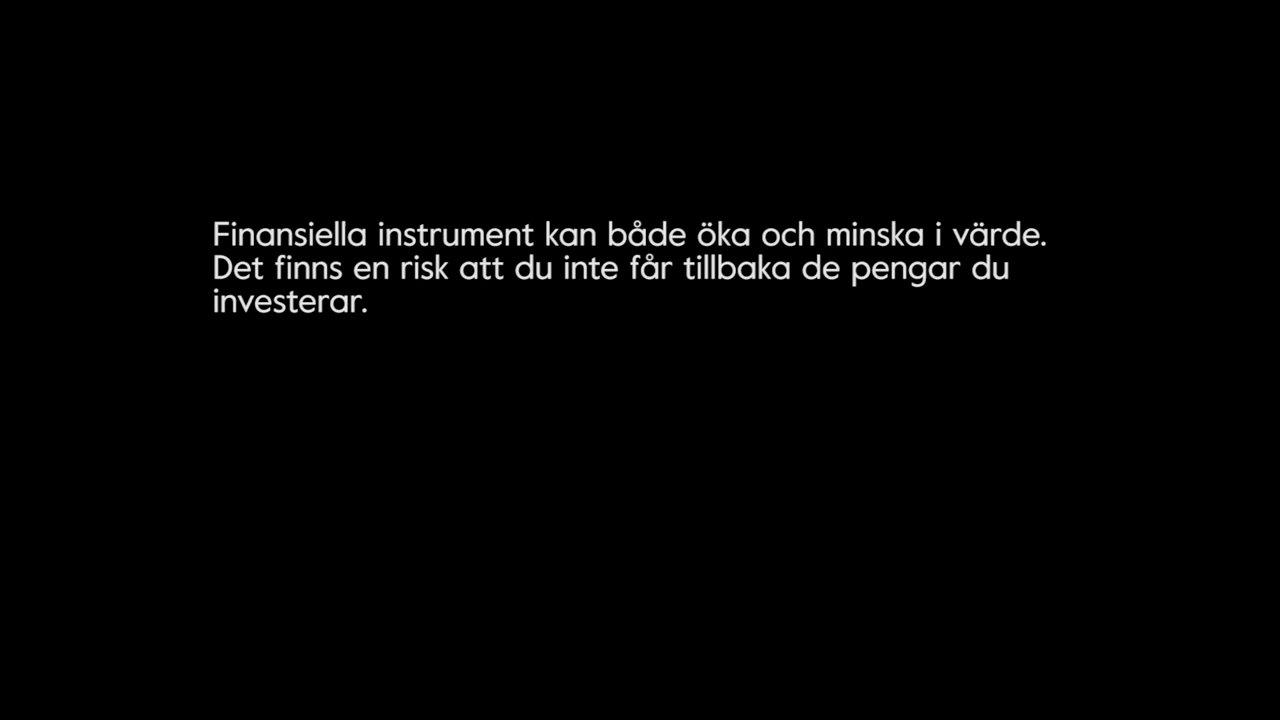 Finansiella instrument kan både öka och minska i värde.
Det finns en risk att du inte får tillbaka de pengar du
investerar.